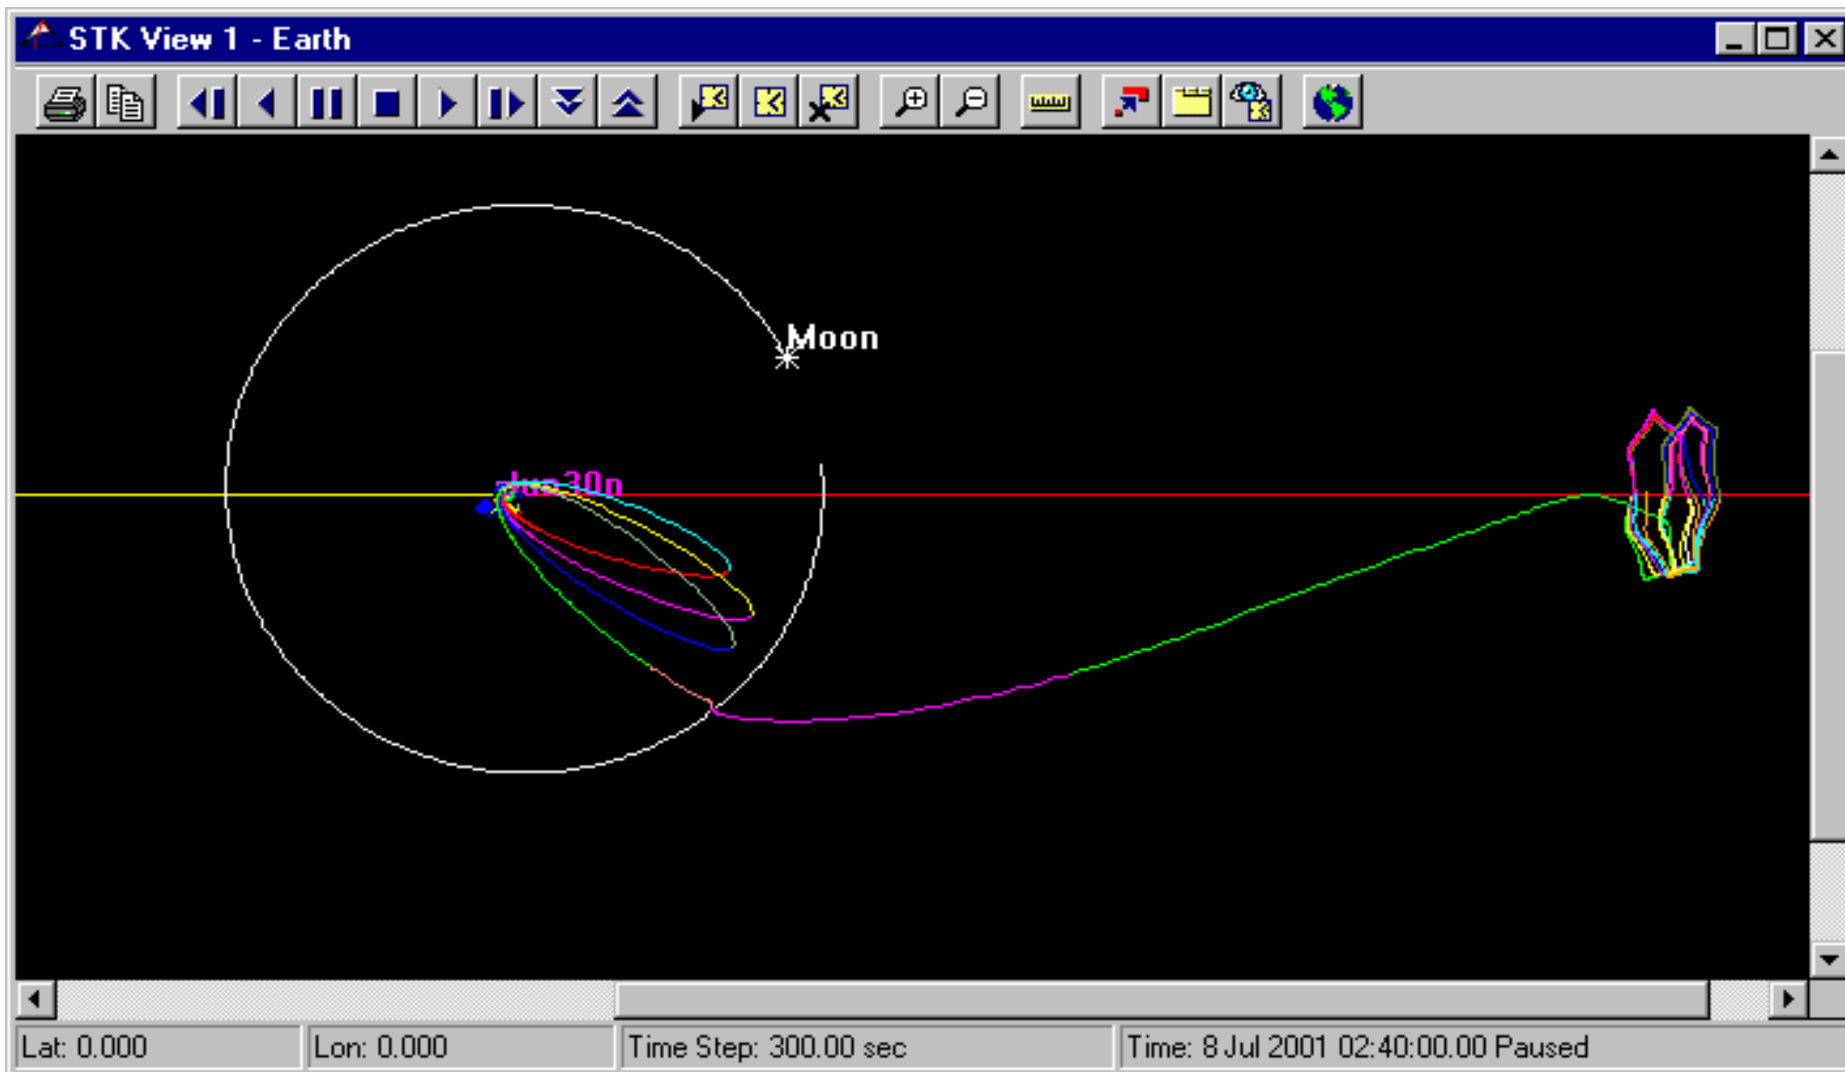 STK View 1 - Earth
Moon
Jun30p
Lat: 0.000
Lon: 0.000
Time Step: 300.00 sec
Time: 8 Jul 2001 02:40:00.00 Paused